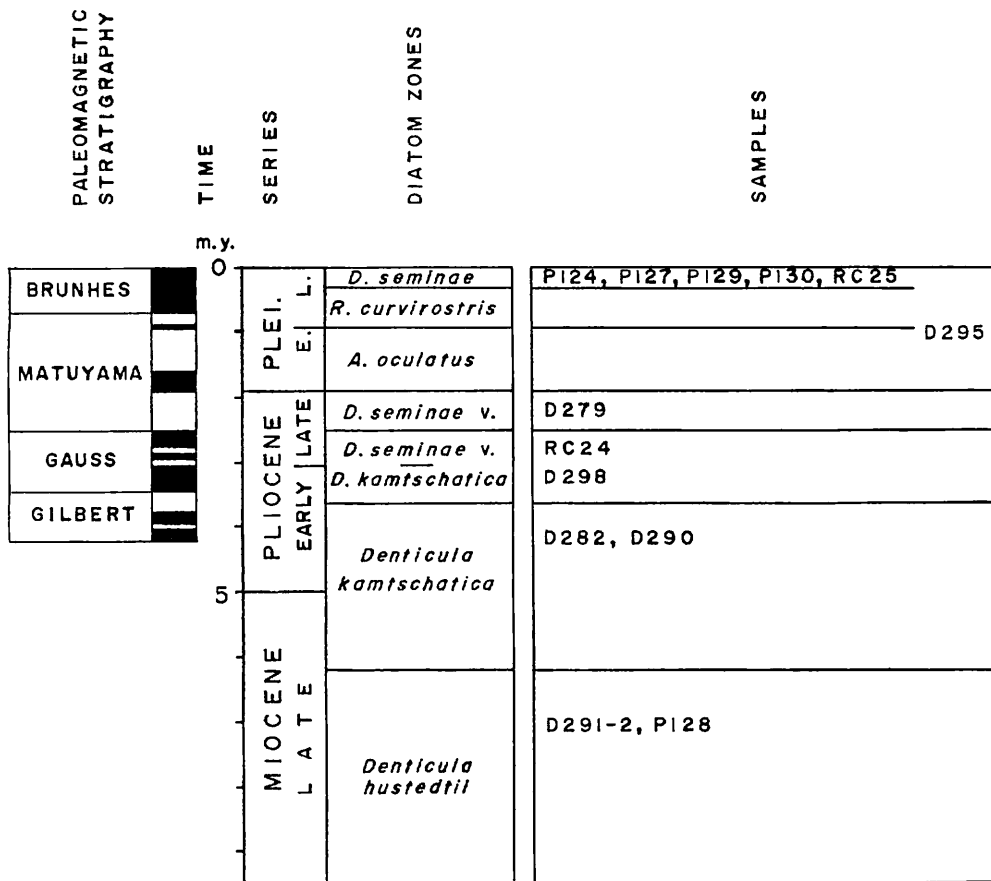 PALEOMAGNETIC
STRATIGRAPHY
TIME
SERIES
DIATOM ZONES
SAMPLES
m.y.
0
5
BRUNHES
MATUYAMA
GAUSS
GILBERT
PLEI.
L.
E.
PLIOCENE
LATE
EARLY
MIOCENE
LATE
D. seminae
R. curvirostris
A. oculatus
D. seminae v.
D. seminae v.
D. kamtschatica
Denticula
kamtschatica
Denticula
hustedtil
P124, P127, P129, P130, RC25
D295
D279
RC24
D298
D282, D290
D291-2, P128